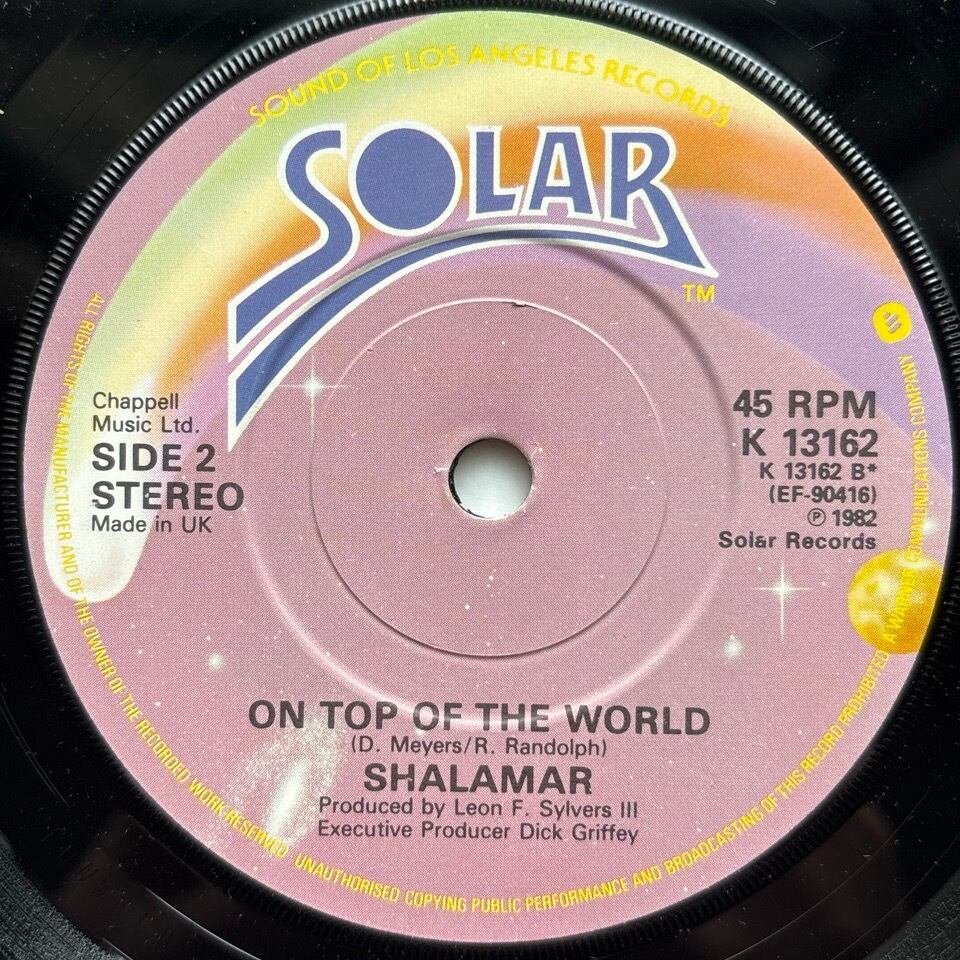 SOUND OF LOS ANGELES RECORDS
SOLAR
TM
Chappell
Music Ltd.
SIDE 2
STEREO
Made in UK
45 RPM
K 13162
K 13162 B*
(EF-90416)
℗ 1982
Solar Records
ON TOP OF THE WORLD
(D. Meyers/R. Randolph)
SHALAMAR
Produced by Leon F. Sylvers III
Executive Producer Dick Griffey
ALL RIGHTS OF THE MANUFACTURER AND OF THE OWNER OF THE RECORDED WORK RESERVED UNAUTHORISED COPYING PUBLIC PERFORMANCE AND BROADCASTING OF THIS RECORD PROHIBITED A WARNER COMMUNICATIONS COMPANY